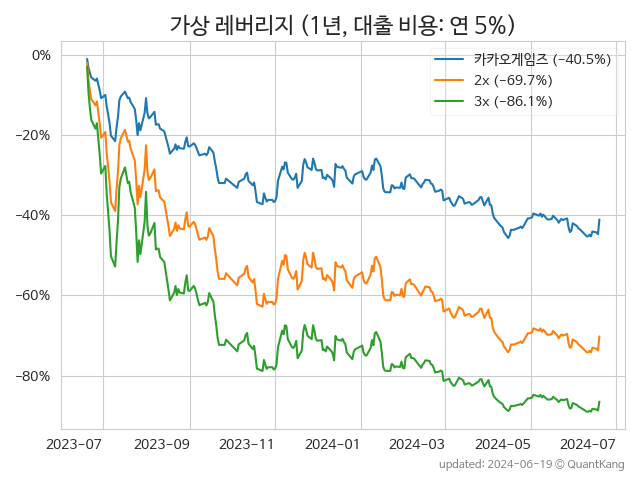 가상 레버리지 (1년, 대출 비용: 연 5%)
카카오게임즈 (−40.5%)
2x (−69.7%)
3x (−86.1%)
0%
−20%
−40%
−60%
−80%
2023-07
2023-09
2023-11
2024-01
2024-03
2024-05
2024-07
updated: 2024-06-19 ⓒ QuantKang